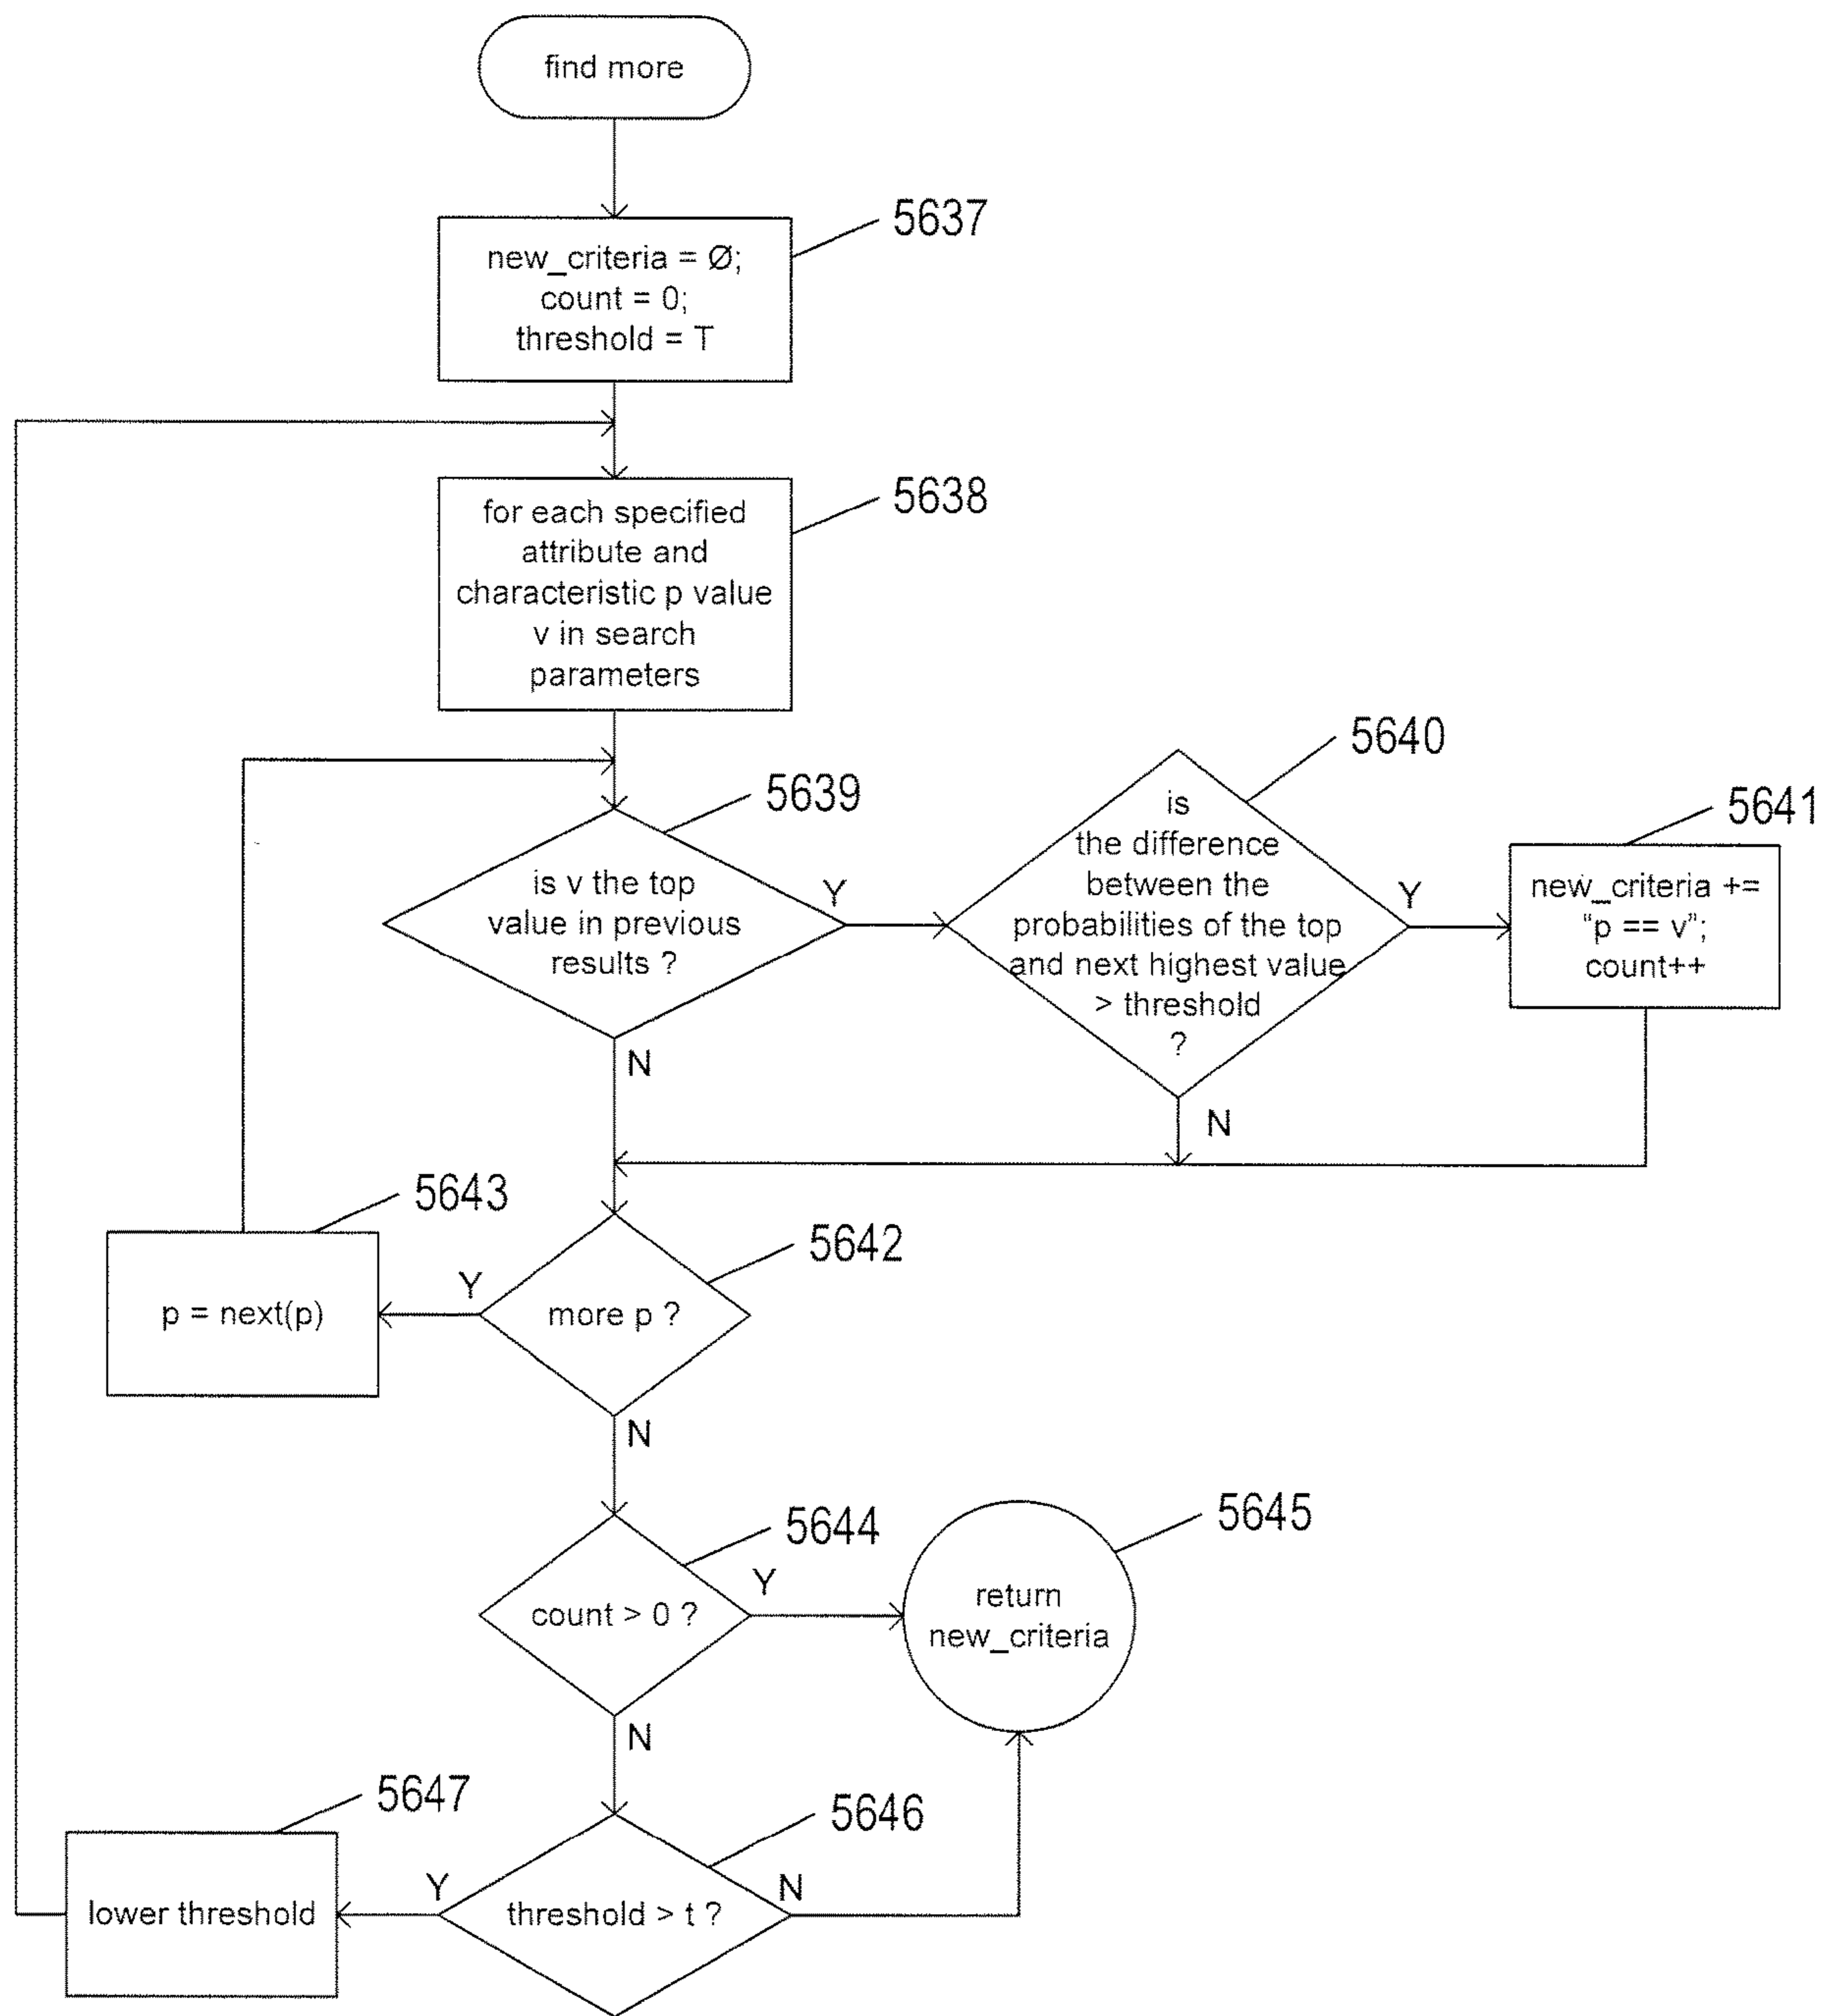 find more
5637
new_criteria = Ø;
count = 0;
threshold = T
5638
for each specified
attribute and
characteristic p value
v in search
parameters
5639
is v the top
value in previous
results ?
Y
N
5640
is
the difference
between the
probabilities of the top
and next highest value
> threshold
?
Y
N
5641
new_criteria +=
“p == v”;
count++
5643
p = next(p)
5642
Y
more p ?
N
5644
count > 0 ?
Y
N
5645
return
new_criteria
5647
lower threshold
5646
Y
threshold > t ?
N